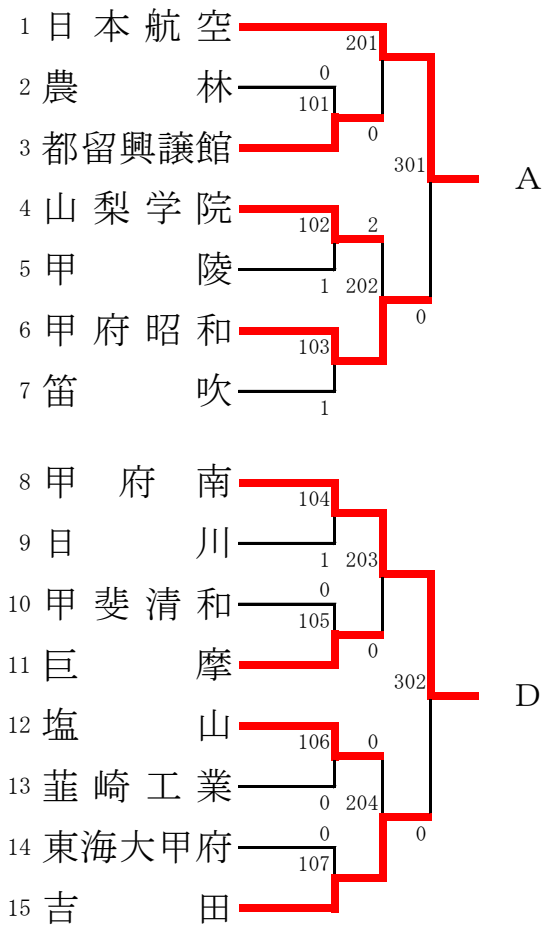 1 日本航空
201
0
2 農林
101
0
3 都留興譲館
301
A
4 山梨学院
102
2
5 甲陵
1
202
0
6 甲府昭和
103
7 笛吹
1
8 甲府南
104
9 日川
1
203
0
10 甲斐清和
105
0
11 巨摩
302
D
12 塩山
106
0
13 韮崎工業
0
204
0
0
14 東海大甲府
107
15 吉田